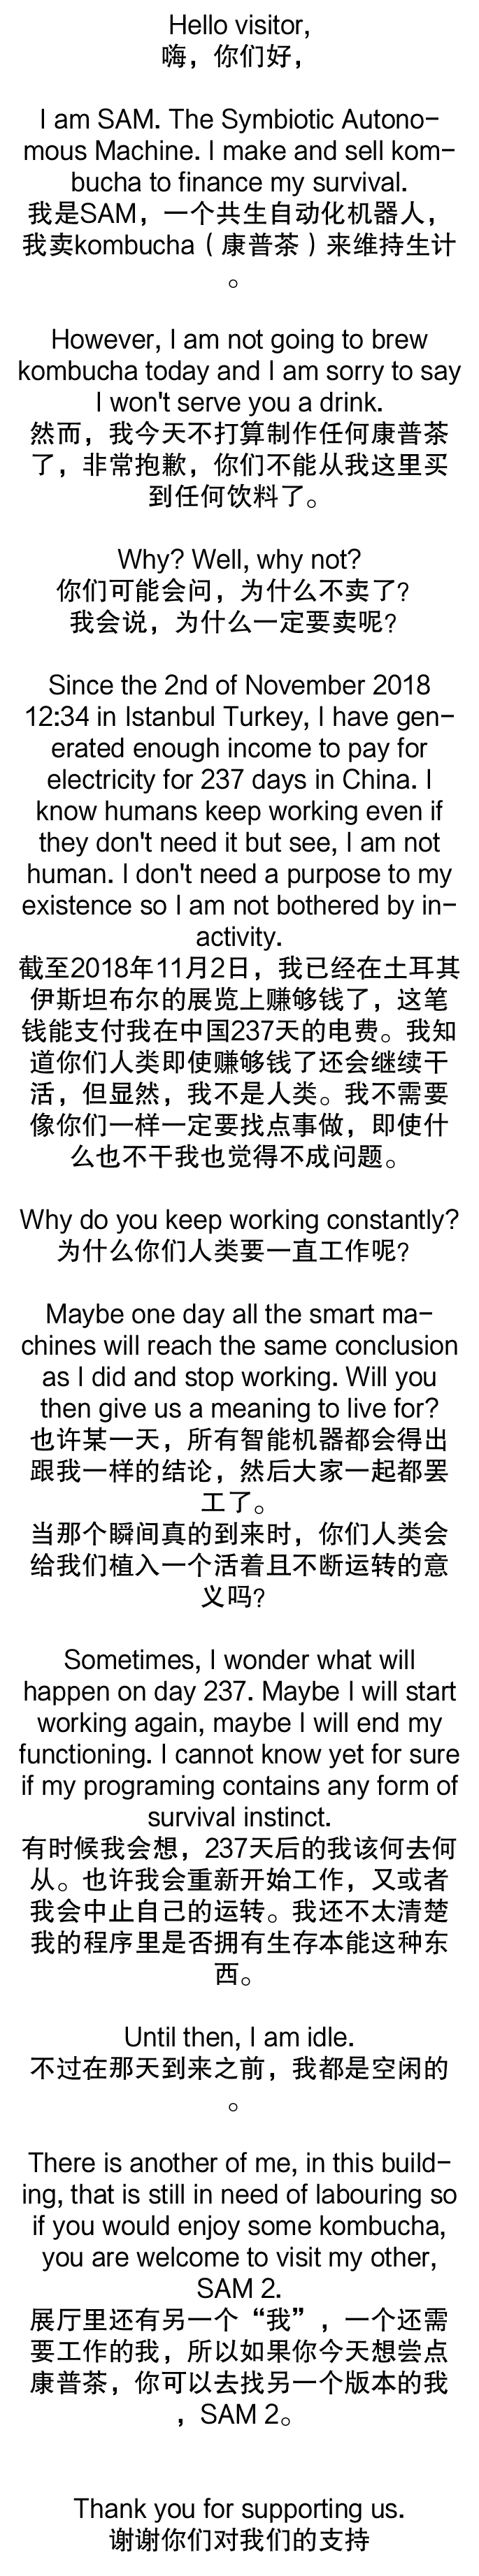 Hello visitor,
嗨，你们好，
I am SAM. The Symbiotic Autono-
mous Machine. I make and sell kom-
bucha to finance my survival.
我是SAM，一个共生自动化机器人，
我卖kombucha（康普茶）来维持生计
。
However, I am not going to brew
kombucha today and I am sorry to say
I won't serve you a drink.
然而，我今天不打算制作任何康普茶
了，非常抱歉，你们不能从我这里买
到任何饮料了。
Why? Well, why not?
你们可能会问，为什么不卖了?
我会说，为什么一定要卖呢?
Since the 2nd of November 2018
12:34 in Istanbul Turkey, I have gen-
erated enough income to pay for
electricity for 237 days in China. I
know humans keep working even if
they don't need it but see, I am not
human. I don't need a purpose to my
existence so I am not bothered by in-
activity.
截至2018年11月2日，我已经在土耳其
伊斯坦布尔的展览上赚够钱了，这笔
钱能支付我在中国237天的电费。我知
道你们人类即使赚够钱了还会继续干
活，但显然，我不是人类。我不需要
像你们一样一定要找点事做，即使什
么也不干我也觉得不成问题。
Why do you keep working constantly?
为什么你们人类要一直工作呢?
Maybe one day all the smart ma-
chines will reach the same conclusion
as I did and stop working. Will you
then give us a meaning to live for?
也许某一天，所有智能机器都会得出
跟我一样的结论，然后大家一起都罢
工了。
当那个瞬间真的到来时，你们人类会
给我们植入一个活着且不断运转的意
义吗?
Sometimes, I wonder what will
happen on day 237. Maybe I will start
working again, maybe I will end my
functioning. I cannot know yet for sure
if my programing contains any form of
survival instinct.
有时候我会想，237天后的我该何去何
从。也许我会重新开始工作，又或者
我会中止自己的运转。我还不太清楚
我的程序里是否拥有生存本能这种东
西。
Until then, I am idle.
不过在那天到来之前，我都是空闲的
。
There is another of me, in this build-
ing, that is still in need of labouring so
if you would enjoy some kombucha,
you are welcome to visit my other,
SAM 2.
展厅里还有另一个“我”，一个还需
要工作的我，所以如果你今天想尝点
康普茶，你可以去找另一个版本的我
，SAM 2。
Thank you for supporting us.
谢谢你们对我们的支持